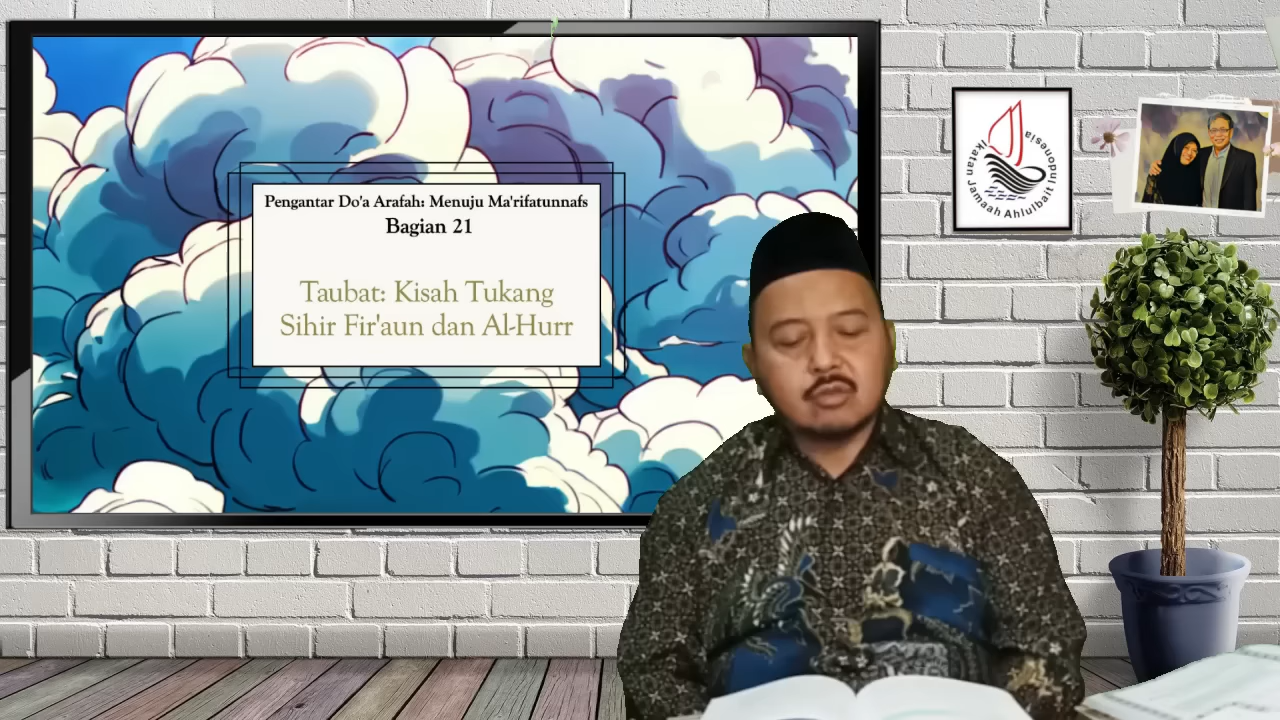 Pengantar Do'a Arafah: Menuju Ma'rifatunnafs
Bagian 21
Taubat: Kisah Tukang
Sihir Fir'aun dan Al-Hurr
Ikatan Jamaah Ahlulbait Indonesia